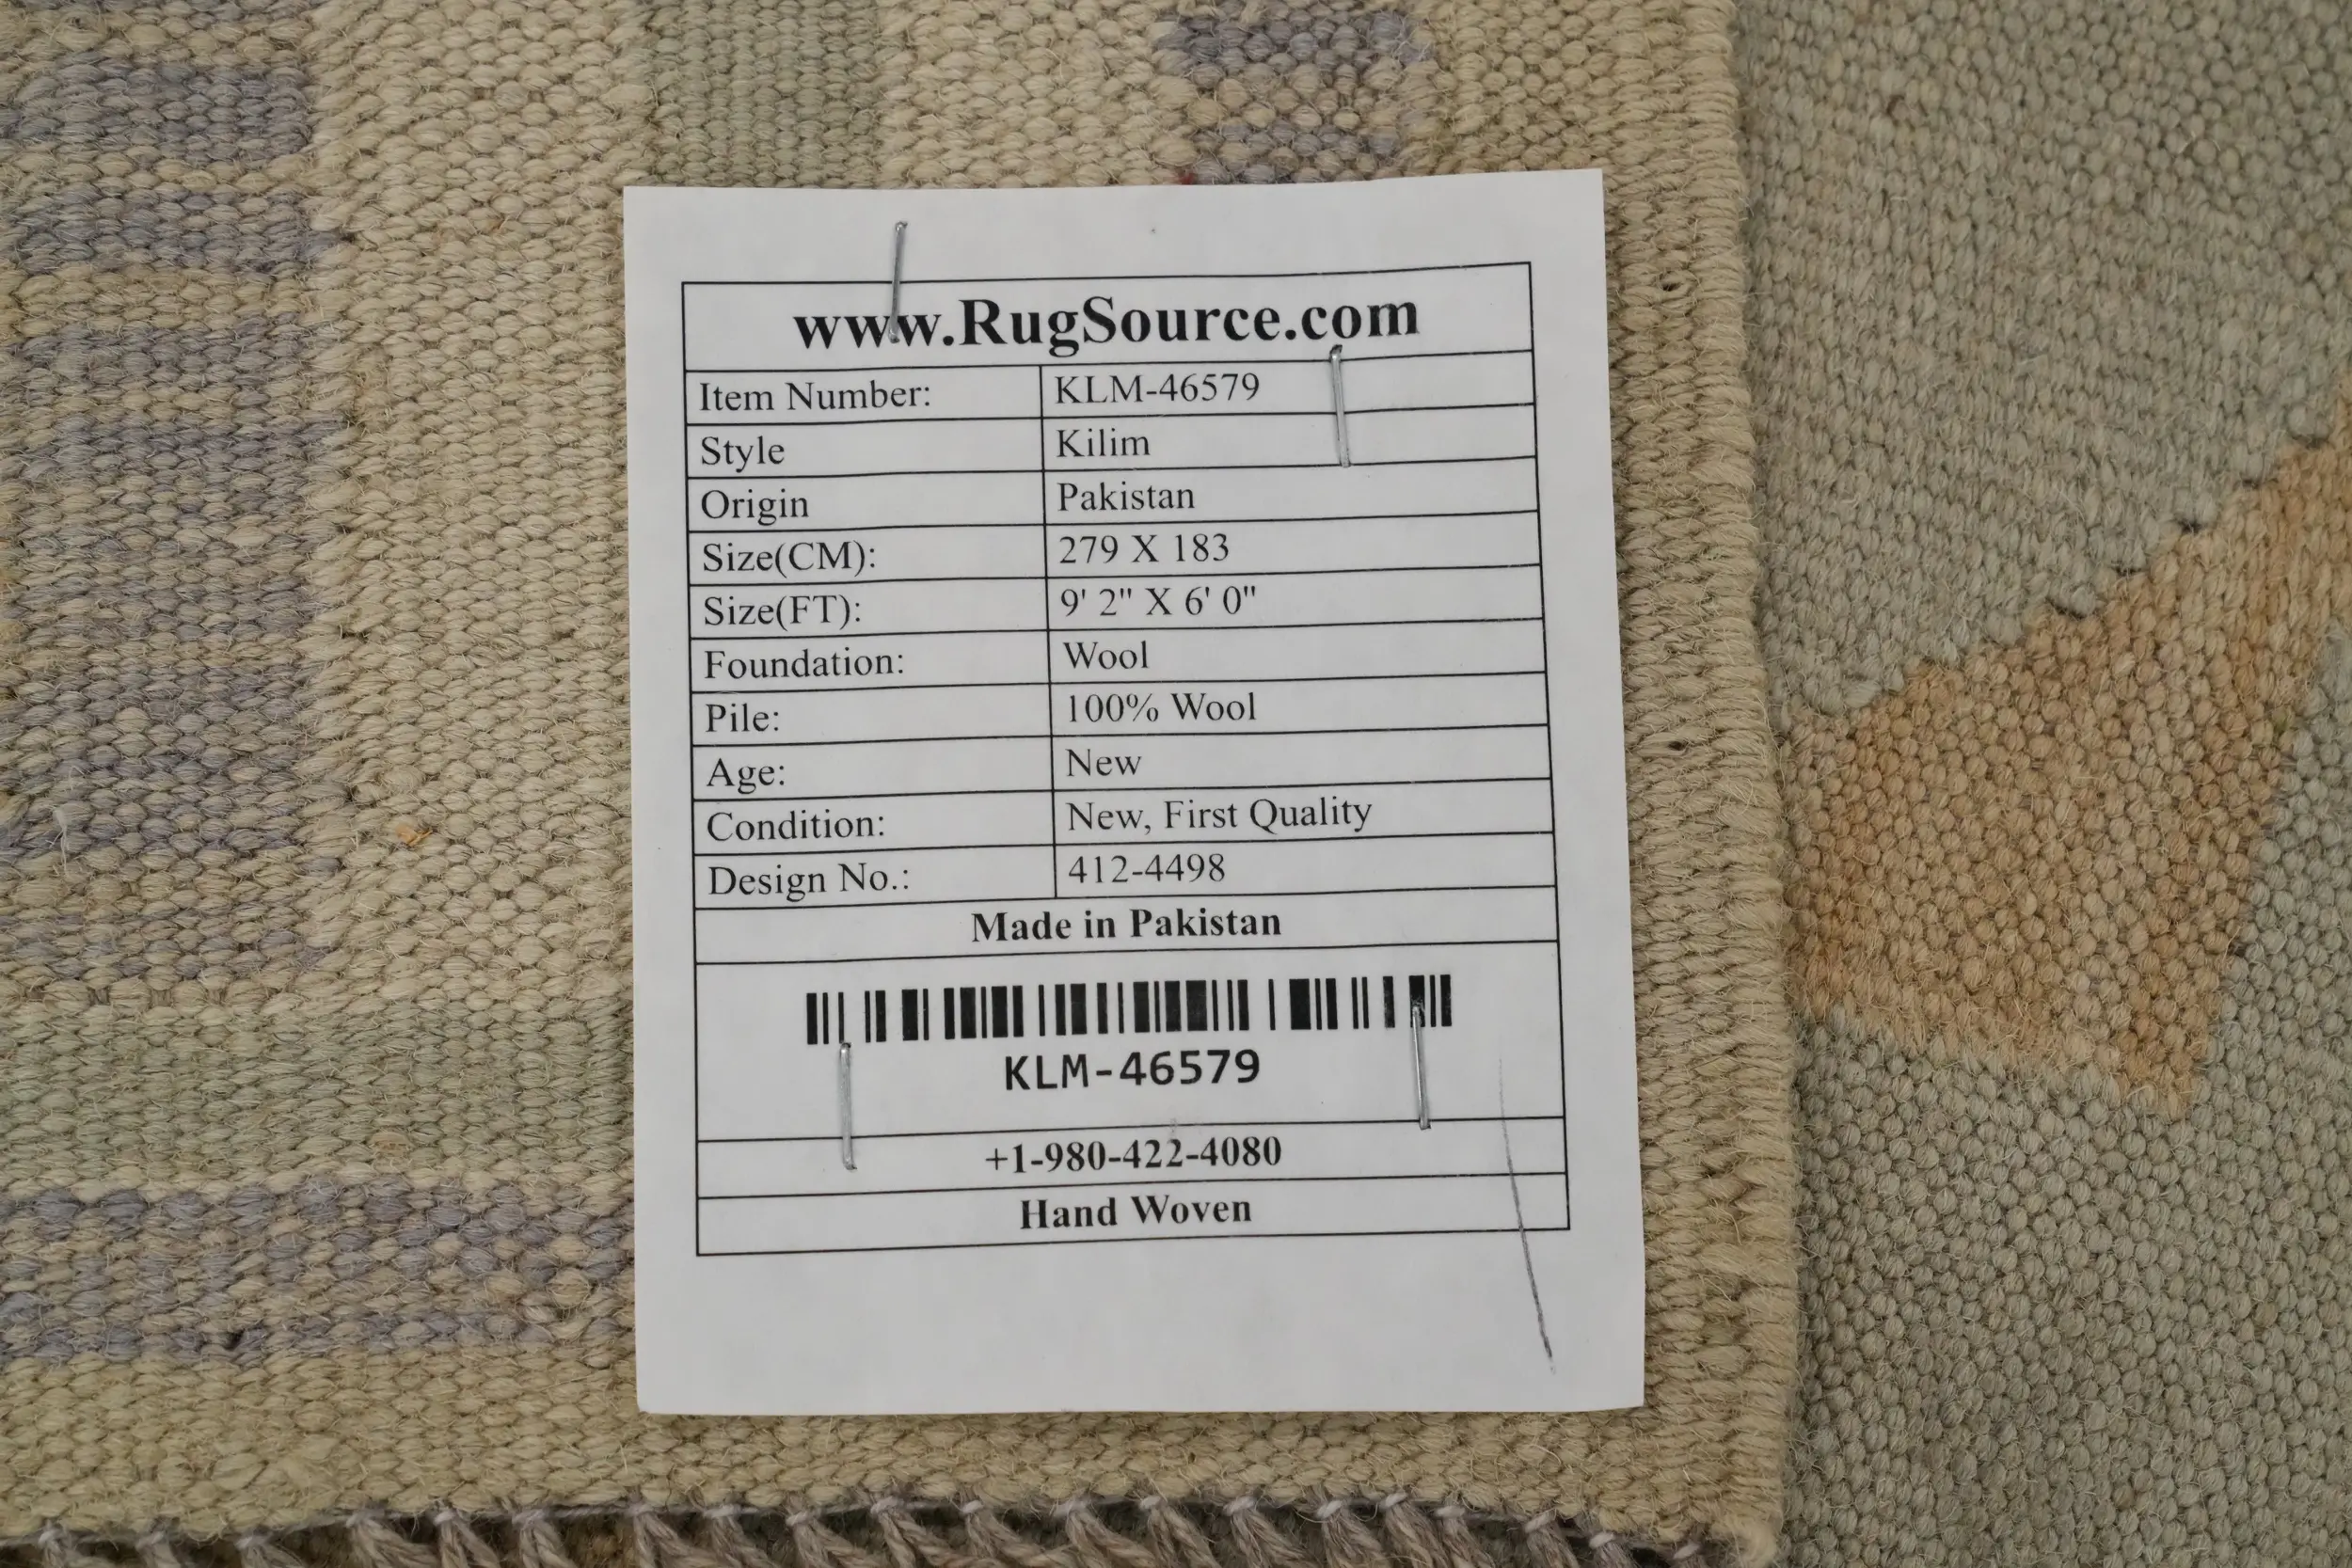 www.RugSource.com
Item Number: KLM-46579
Style Kilim
Origin Pakistan
Size(CM): 279 X 183
Size(FT): 9' 2" X 6' 0"
Foundation: Wool
Pile: 100% Wool
Age: New
Condition: New, First Quality
Design No.: 412-4498
Made in Pakistan
KLM-46579
+1-980-422-4080
Hand Woven